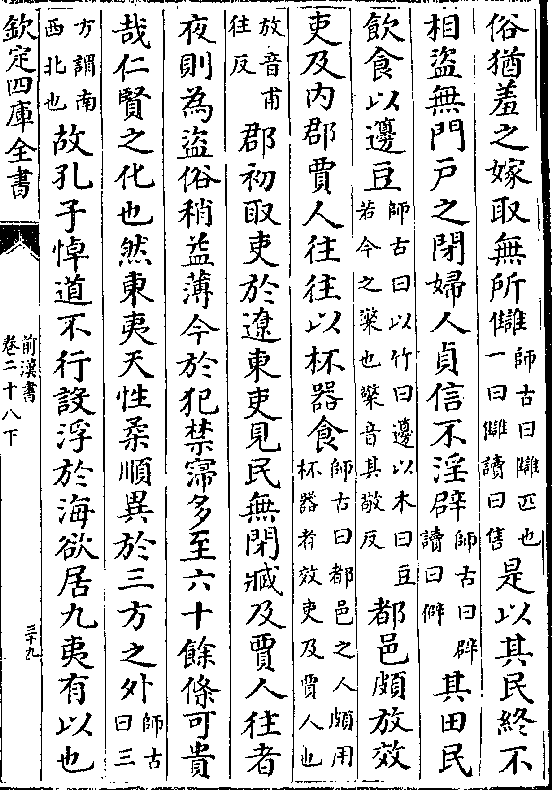 俗猶羞之嫁取無所讎師古曰讎匹也一曰讎讀曰售是以其民終不
相盜無門戶之閉婦人貞信不淫辟師古曰辟讀曰僻其田民
飲食以籩豆師古曰以竹曰籩以木曰豆若今之檠也檠音其敬反都邑頗放效
吏及內郡賈人往往以杯器食師古曰都邑之人頗用杯器者效吏及賈人也
放音甫往反郡初取吏於遼東吏見民無閉臧及賈人往者
夜則為盜俗稍益薄今於犯禁寖多至六十餘條可貴
哉仁賢之化也然東夷天性柔順異於三方之外師古曰三
方謂南西北也故孔子悼道不行設浮於海欲居九夷有以也
欽定四庫全書
前漢書
卷二十八下
三十九